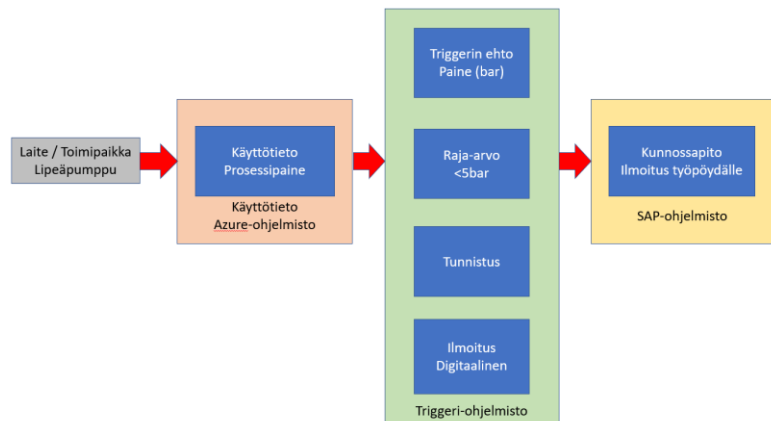 Laite / Toimipaikka
Lipeäpumppu
Käyttötieto
Prosessipaine
Käyttötieto
Azure-ohjelmisto
Triggerin ehto
Paine (bar)
Raja-arvo
<5bar
Tunnistus
Ilmoitus
Digitaalinen
Triggeri-ohjelmisto
Kunnossapito
Ilmoitus työpöydälle
SAP-ohjelmisto